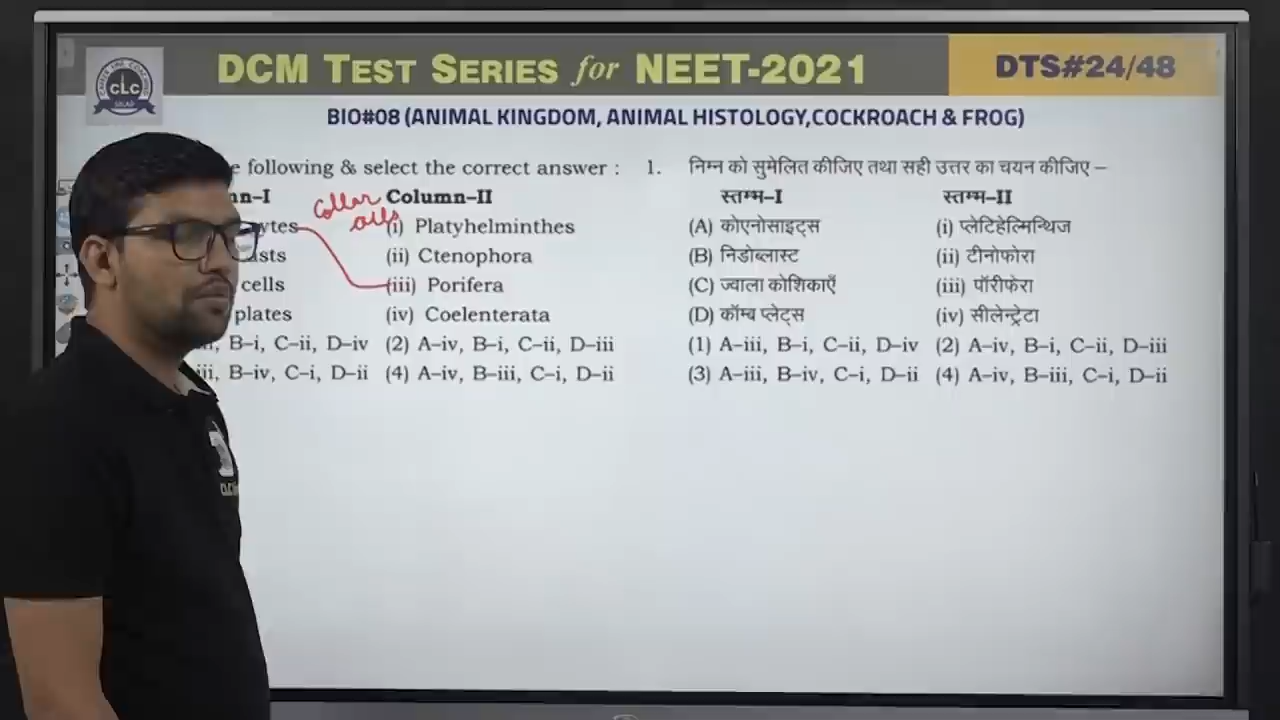 CLC
DCM TEST SERIES for NEET-2021
DTS#24/48
BIO#08 (ANIMAL KINGDOM, ANIMAL HISTOLOGY,COCKROACH & FROG)
e following & select the correct answer :
n-I Column-II
Collar
ytes (i) Platyhelminthes
asts (ii) Ctenophora
cells (iii) Porifera
plates (iv) Coelenterata
B-i, C-ii, D-iv (2) A-iv, B-i, C-ii, D-iii
iii, B-iv, C-i, D-ii (4) A-iv, B-iii, C-i, D-ii
1. निम्न को सुमेलित कीजिए तथा सही उत्तर का चयन कीजिए –
स्तम्भ-I स्तम्भ-II
(A) कोएनोसाइट्स (i) प्लेटिहेल्मिन्थिज
(B) निडोब्लास्ट (ii) टीनोफोरा
(C) ज्वाला कोशिकाएँ (iii) पॉरीफेरा
(D) कॉम्ब प्लेट्स (iv) सीलेन्ट्रेटा
(1) A-iii, B-i, C-ii, D-iv (2) A-iv, B-i, C-ii, D-iii
(3) A-iii, B-iv, C-i, D-ii (4) A-iv, B-iii, C-i, D-ii